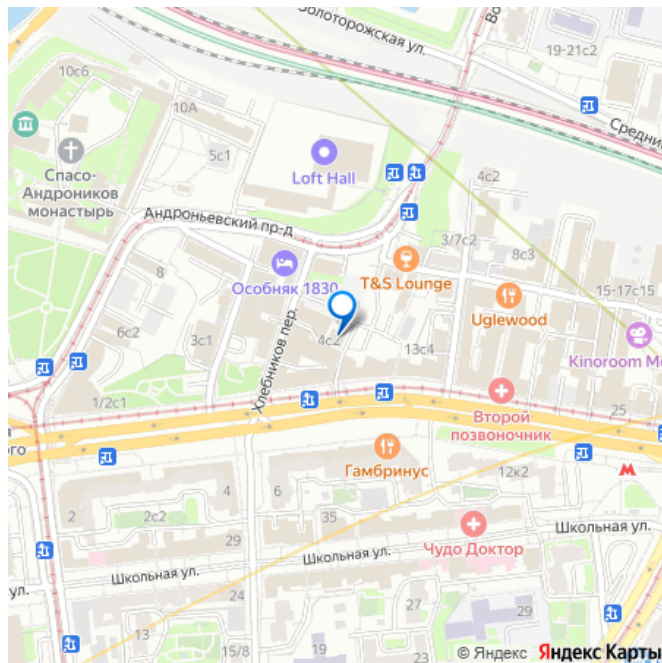 Золоторожская ул.
19-21с2
10с6
10А
5с1
Средний
Спасо-
Андроников
монастырь
Loft Hall
4с2
Андроньевский пр-д
3/7с2
8с3
8
Особняк 1830
T&S Lounge
15-17с15
Uglewood
6с2
3с1
4с2
13с4
Kinoroom
Хлебников пер.
1/2с1
25
Второй
позвоночник
Гамбринус
12к2
2
2с2
4
6
35
Школьная ул.
29
Чудо Доктор
Школьная ул.
Школьная ул.
ул.
24
29
13
15/8
19
23
© Яндекс Яндекс Карты